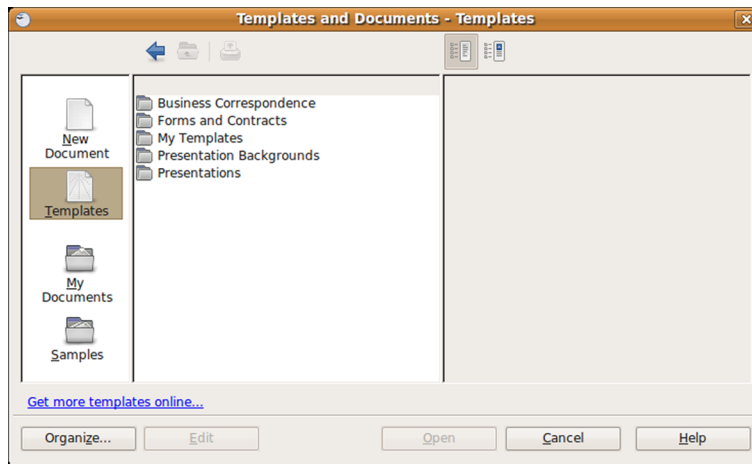 Templates and Documents - Templates
New
Document
Templates
My
Documents
Samples
Business Correspondence
Forms and Contracts
My Templates
Presentation Backgrounds
Presentations
Get more templates online...
Organize...
Edit
Open
Cancel
Help